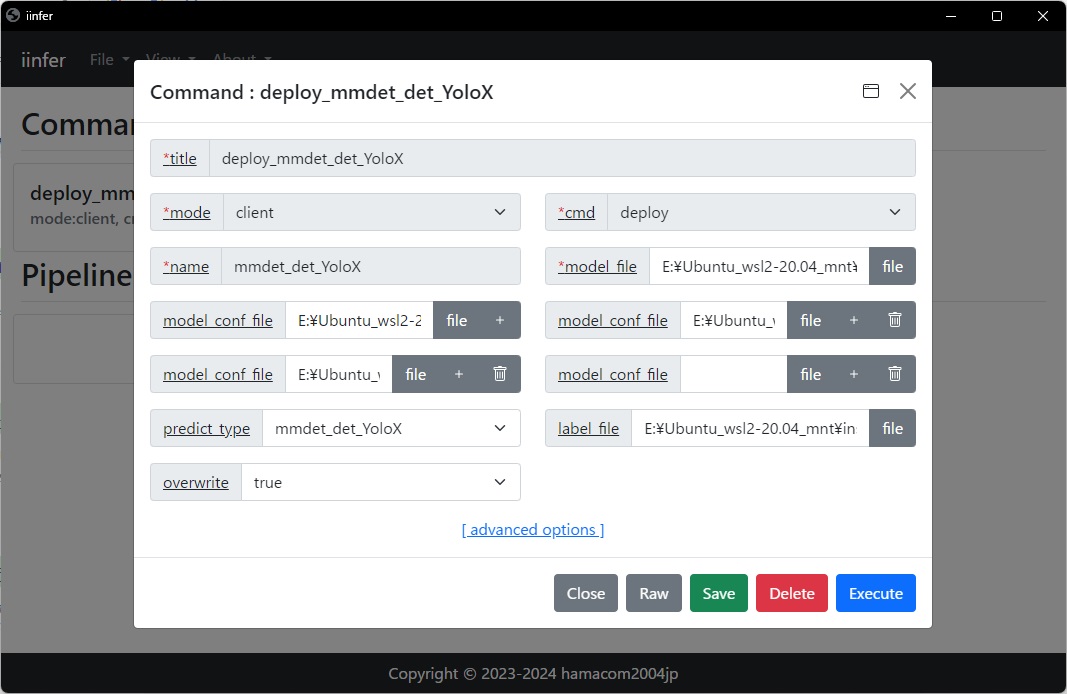 iinfer
iinfer File View About
Command : deploy_mmdet_det_YoloX
Comma
*title deploy_mmdet_det_YoloX
deploy_mm
mode:client, c
*mode client *cmd deploy
*name mmdet_det_YoloX *model_file E:¥Ubuntu_wsl2-20.04_mnt¥ file
Pipeline
model_conf_file E:¥Ubuntu_wsl2-2 file + model_conf_file E:¥Ubuntu_v file +
model_conf_file E:¥Ubuntu_v file + model_conf_file file +
predict_type mmdet_det_YoloX label_file E:¥Ubuntu_wsl2-20.04_mnt¥in file
overwrite true
[ advanced options ]
Close Raw Save Delete Execute
Copyright © 2023-2024 hamacom2004jp